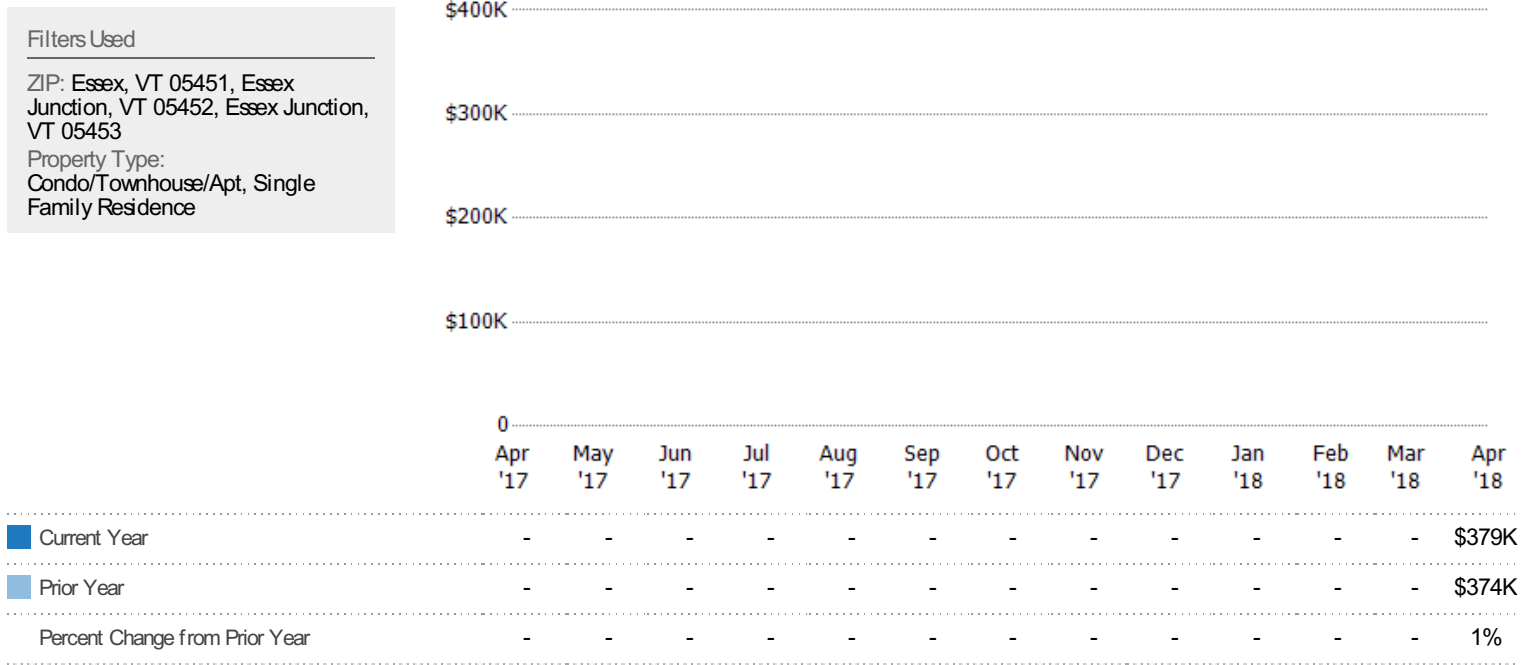 Filters Used
ZIP: Essex, VT 05451, Essex
Junction, VT 05452, Essex Junction,
VT 05453
Property Type:
Condo/Townhouse/Apt, Single
Family Residence
$400K
$300K
$200K
$100K
0
Apr May Jun Jul Aug Sep Oct Nov Dec Jan Feb Mar Apr
'17 '17 '17 '17 '17 '17 '17 '17 '17 '18 '18 '18 '18
Current Year - - - - - - - - - - - - $379K
Prior Year - - - - - - - - - - - - $374K
Percent Change from Prior Year - - - - - - - - - - - - 1%